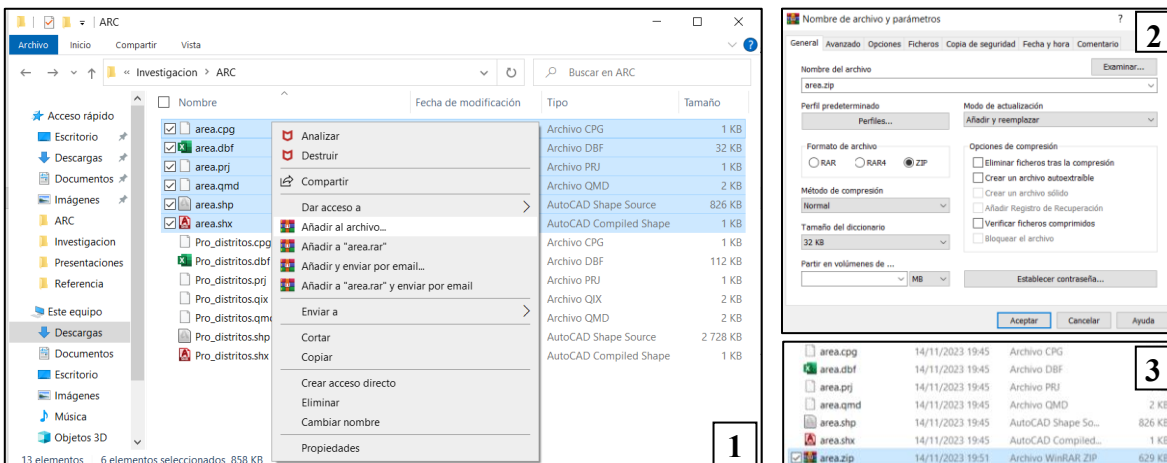 ARC
Archivo Inicio Compartir Vista
« Investigacion > ARC
Buscar en ARC
Nombre Fecha de modificación Tipo Tamaño
Acceso rápido
Escritorio
Descargas
Documentos
Imágenes
ARC
Investigacion
Presentaciones
Referencia
Este equipo
Descargas
Documentos
Escritorio
Imágenes
Música
Objetos 3D
area.cpg Archivo CPG 1 KB
area.dbf Archivo DBF 32 KB
area.prj Archivo PRJ 1 KB
area.qmd Archivo QMD 2 KB
area.shp AutoCAD Shape Source 826 KB
area.shx AutoCAD Compiled Shape 1 KB
Pro_distritos.cpg Archivo CPG 1 KB
Pro_distritos.dbf Archivo DBF 112 KB
Pro_distritos.prj Archivo PRJ 1 KB
Pro_distritos.qix Archivo QIX 2 KB
Pro_distritos.qmd Archivo QMD 2 KB
Pro_distritos.shp AutoCAD Shape Source 2 728 KB
Pro_distritos.shx AutoCAD Compiled Shape 1 KB
Analizar
Destruir
Compartir
Dar acceso a
Añadir al archivo...
Añadir a "area.rar"
Añadir y enviar por email...
Añadir a "area.rar" y enviar por email
Enviar a
Cortar
Copiar
Crear acceso directo
Eliminar
Cambiar nombre
Propiedades
13 elementos 6 elementos seleccionados 858 KB
1
Nombre de archivo y parámetros ?
2
General Avanzado Opciones Ficheros Copia de seguridad Fecha y hora Comentario
Nombre del archivo Examinar...
area.zip
Perfil predeterminado Modo de actualización
Perfiles... Añadir y reemplazar
Formato de archivo
RAR RAR4 ZIP
Método de compresión
Normal
Tamaño del diccionario
32 KB
Partir en volúmenes de ...
MB
Opciones de compresión
Eliminar ficheros tras la compresión
Crear un archivo autoextraíble
Crear un archivo sólido
Añadir Registro de Recuperación
Verificar ficheros comprimidos
Bloquear el archivo
Establecer contraseña...
Aceptar Cancelar Ayuda
area.cpg 14/11/2023 19:45 Archivo CPG
area.dbf 14/11/2023 19:45 Archivo DBF
area.prj 14/11/2023 19:45 Archivo PRJ
area.qmd 14/11/2023 19:45 Archivo QMD 2 KB
area.shp 14/11/2023 19:45 AutoCAD Shape So... 826 KB
area.shx 14/11/2023 19:45 AutoCAD Compiled... 1 KB
area.zip 14/11/2023 19:51 Archivo WinRAR ZIP 629 KB
3